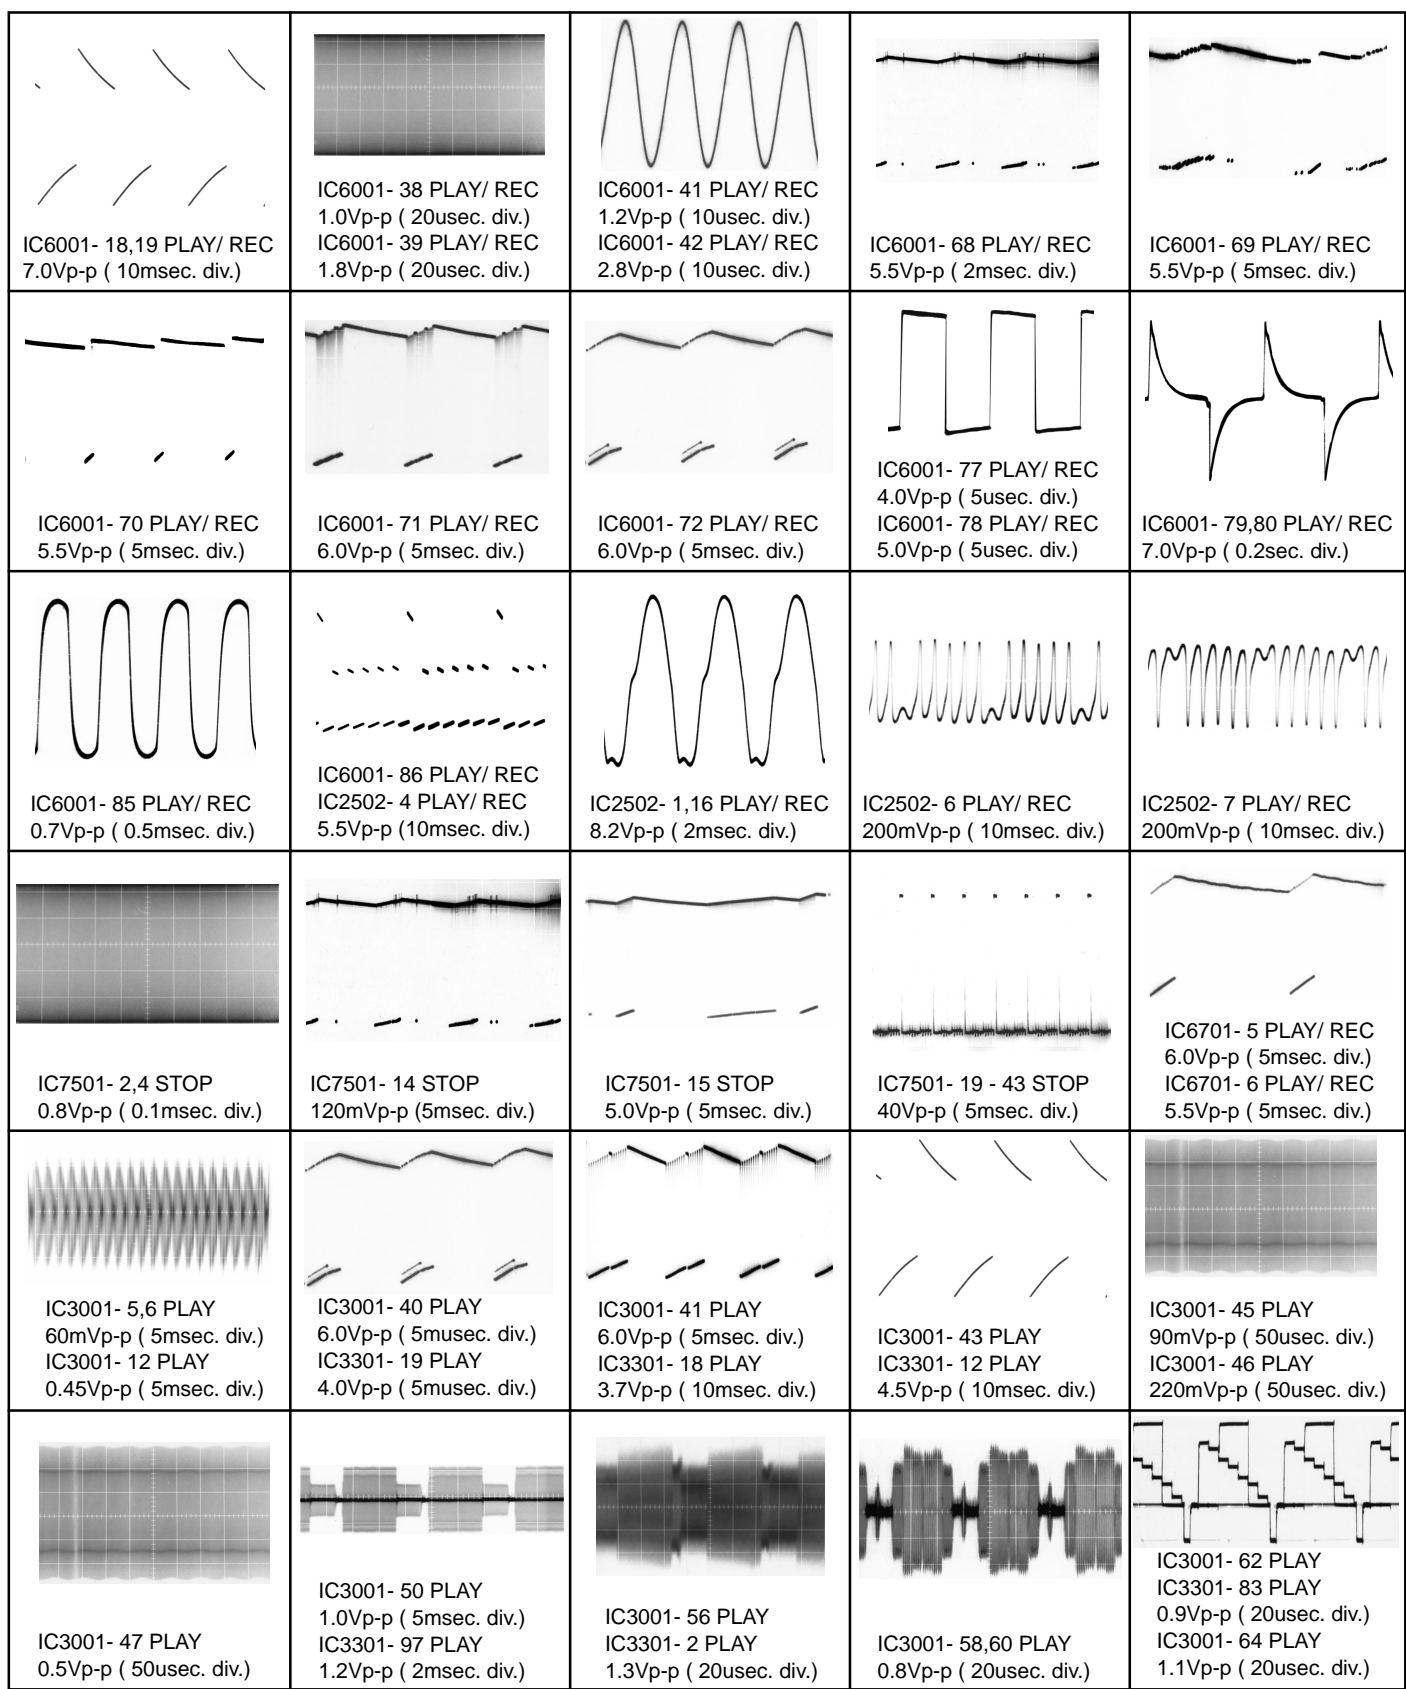 IC6001- 18,19 PLAY/ REC
7.0Vp-p ( 10msec. div.)
IC6001- 38 PLAY/ REC
1.0Vp-p ( 20usec. div.)
IC6001- 39 PLAY/ REC
1.8Vp-p ( 20usec. div.)
IC6001- 41 PLAY/ REC
1.2Vp-p ( 10usec. div.)
IC6001- 42 PLAY/ REC
2.8Vp-p ( 10usec. div.)
IC6001- 68 PLAY/ REC
5.5Vp-p ( 2msec. div.)
IC6001- 69 PLAY/ REC
5.5Vp-p ( 5msec. div.)
IC6001- 70 PLAY/ REC
5.5Vp-p ( 5msec. div.)
IC6001- 71 PLAY/ REC
6.0Vp-p ( 5msec. div.)
IC6001- 72 PLAY/ REC
6.0Vp-p ( 5msec. div.)
IC6001- 77 PLAY/ REC
4.0Vp-p ( 5usec. div.)
IC6001- 78 PLAY/ REC
5.0Vp-p ( 5usec. div.)
IC6001- 79,80 PLAY/ REC
7.0Vp-p ( 0.2sec. div.)
IC6001- 85 PLAY/ REC
0.7Vp-p ( 0.5msec. div.)
IC6001- 86 PLAY/ REC
IC2502- 4 PLAY/ REC
5.5Vp-p (10msec. div.)
IC2502- 1,16 PLAY/ REC
8.2Vp-p ( 2msec. div.)
IC2502- 6 PLAY/ REC
200mVp-p ( 10msec. div.)
IC2502- 7 PLAY/ REC
200mVp-p ( 10msec. div.)
IC7501- 2,4 STOP
0.8Vp-p ( 0.1msec. div.)
IC7501- 14 STOP
120mVp-p (5msec. div.)
IC7501- 15 STOP
5.0Vp-p ( 5msec. div.)
IC7501- 19 - 43 STOP
40Vp-p ( 5msec. div.)
IC6701- 5 PLAY/ REC
6.0Vp-p ( 5msec. div.)
IC6701- 6 PLAY/ REC
5.5Vp-p ( 5msec. div.)
IC3001- 5,6 PLAY
60mVp-p ( 5msec. div.)
IC3001- 12 PLAY
0.45Vp-p ( 5msec. div.)
IC3001- 40 PLAY
6.0Vp-p ( 5musec. div.)
IC3301- 19 PLAY
4.0Vp-p ( 5musec. div.)
IC3001- 41 PLAY
6.0Vp-p ( 5msec. div.)
IC3301- 18 PLAY
3.7Vp-p ( 10msec. div.)
IC3001- 43 PLAY
IC3301- 12 PLAY
4.5Vp-p ( 10msec. div.)
IC3001- 45 PLAY
90mVp-p ( 50usec. div.)
IC3001- 46 PLAY
220mVp-p ( 50usec. div.)
IC3001- 47 PLAY
0.5Vp-p ( 50usec. div.)
IC3001- 50 PLAY
1.0Vp-p ( 5msec. div.)
IC3301- 97 PLAY
1.2Vp-p ( 2msec. div.)
IC3001- 56 PLAY
IC3301- 2 PLAY
1.3Vp-p ( 20usec. div.)
IC3001- 58,60 PLAY
0.8Vp-p ( 20usec. div.)
IC3001- 62 PLAY
IC3301- 83 PLAY
0.9Vp-p ( 20usec. div.)
IC3001- 64 PLAY
1.1Vp-p ( 20usec. div.)